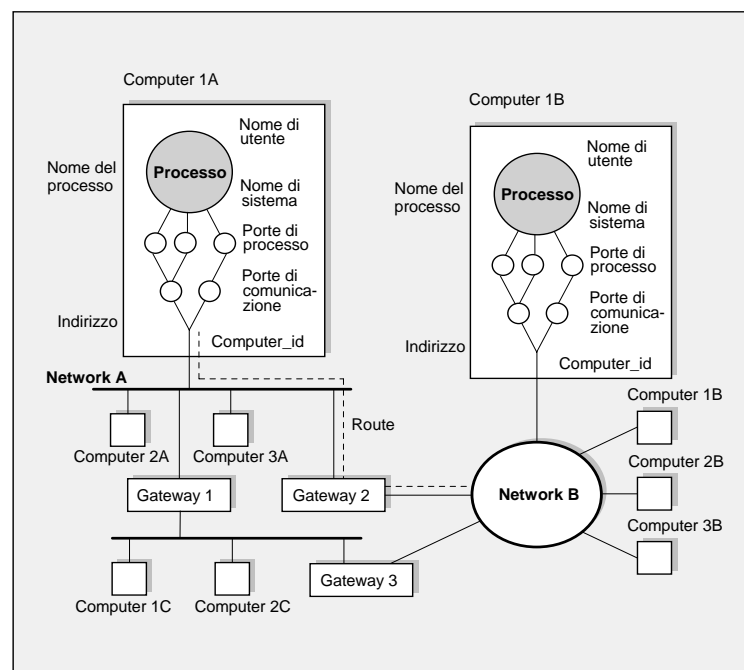 Computer 1A
Nome di
utente
Nome del
processo
Processo
Nome di
sistema
Porte di
processo
Porte di
comunica-
zione
Indirizzo
Computer_id
Computer 1B
Nome di
utente
Nome del
processo
Processo
Nome di
sistema
Porte di
processo
Porte di
comunica-
zione
Indirizzo
Computer_id
Network A
Computer 2A
Computer 3A
Route
Gateway 1
Gateway 2
Network B
Computer 1B
Computer 2B
Computer 3B
Gateway 3
Computer 1C
Computer 2C